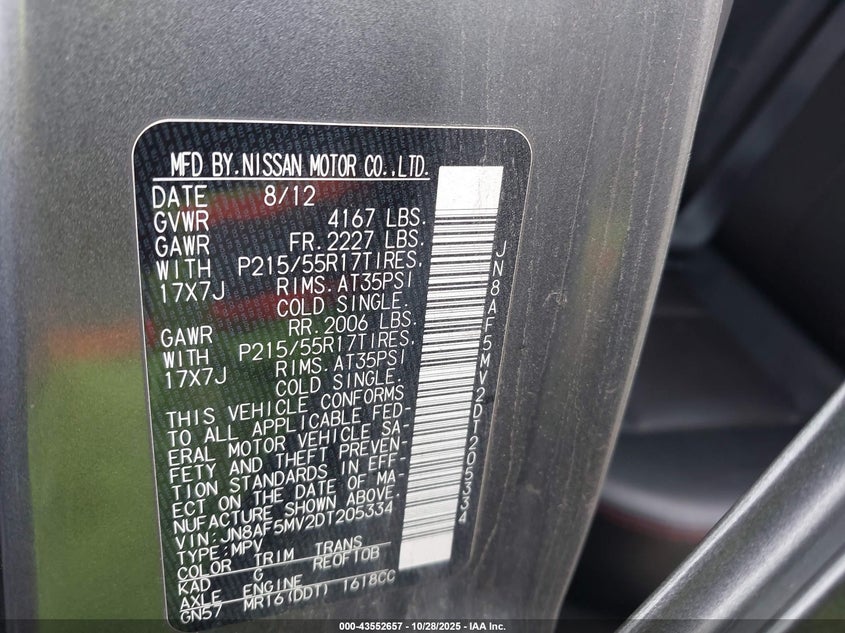 MFD BY. NISSAN MOTOR CO.,LTD.
DATE 8/12
GVWR 4167 LBS.
GAWR FR. 2227 LBS.
WITH P215/55R17TIRES.
17X7J RIMS. AT35PSI
COLD SINGLE.
GAWR RR. 2006 LBS.
WITH P215/55R17TIRES.
17X7J RIMS. AT35PSI
COLD SINGLE.
THIS VEHICLE CONFORMS
TO ALL APPLICABLE FED-
ERAL MOTOR VEHICLE SA-
FETY AND THEFT PREVEN-
TION STANDARDS IN EFF-
ECT ON THE DATE OF MA-
NUFACTURE SHOWN ABOVE.
VIN: JN8AF5MV2DT205334
TYPE: MPV
COLOR TRIM TRANS
KAD G RE0F10B
AXLE ENGINE
GN57 MR16(DDT) 1618CC
JN8AF5MV2DT205334
000-43552657 - 10/28/2025 - IAA Inc.